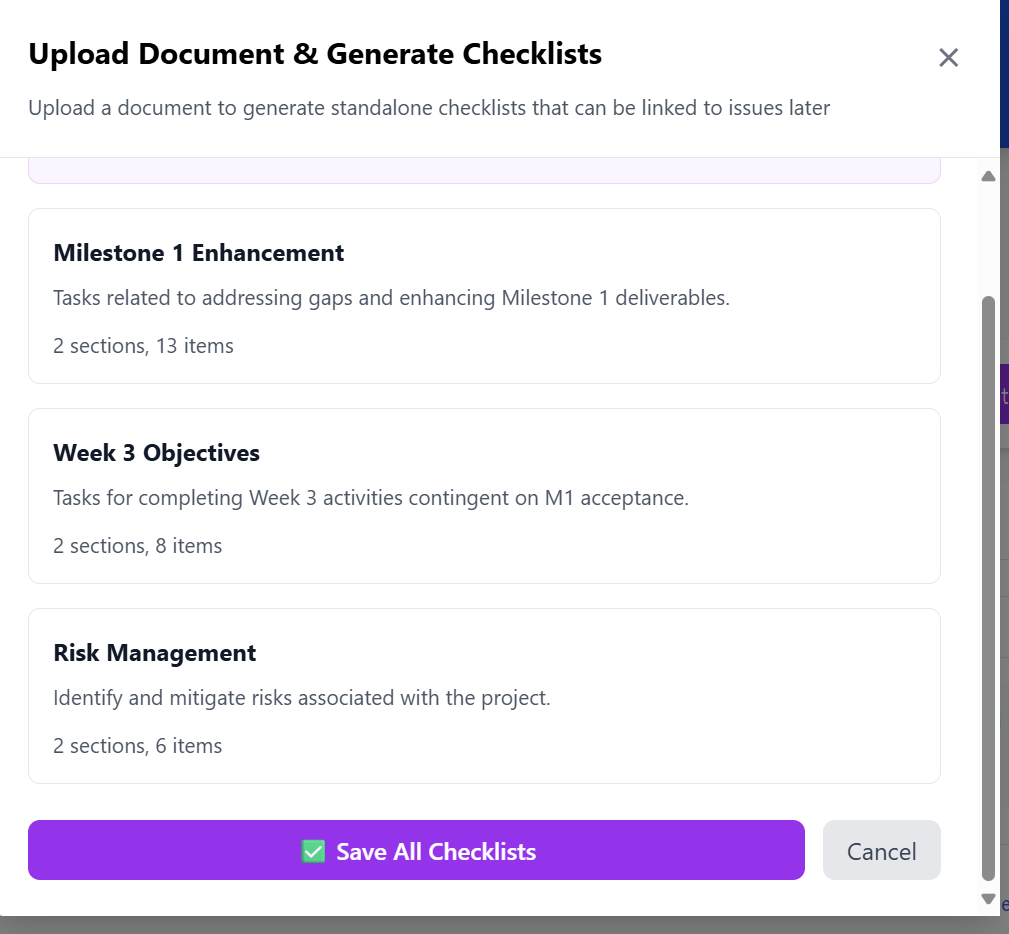 Upload Document & Generate Checklists
Upload a document to generate standalone checklists that can be linked to issues later
Milestone 1 Enhancement
Tasks related to addressing gaps and enhancing Milestone 1 deliverables.
2 sections, 13 items
Week 3 Objectives
Tasks for completing Week 3 activities contingent on M1 acceptance.
2 sections, 8 items
Risk Management
Identify and mitigate risks associated with the project.
2 sections, 6 items
✅ Save All Checklists
Cancel